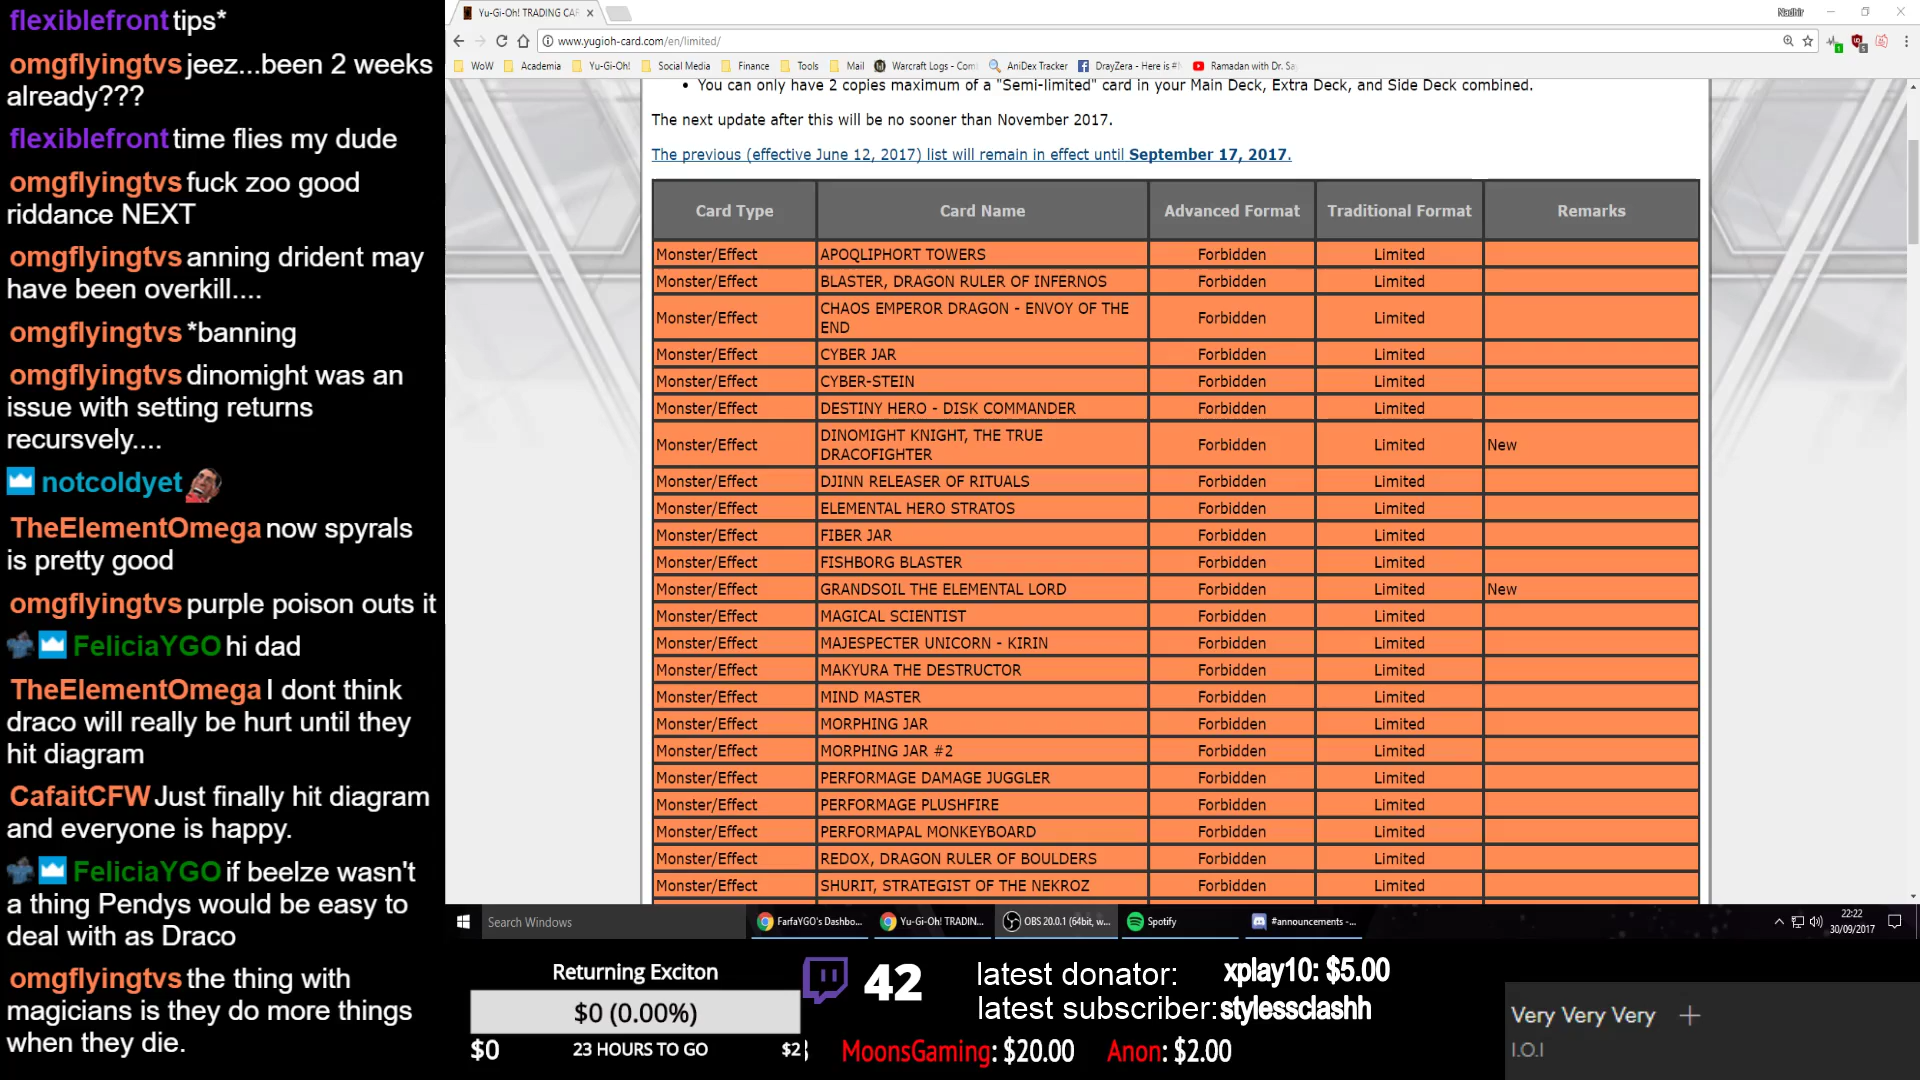 flexiblefront tips*
omgflyingtvs jeez...been 2 weeks
already???
flexiblefront time flies my dude
omgflyingtvs fuck zoo good
riddance NEXT
omgflyingtvs anning drident may
have been overkill....
omgflyingtvs *banning
omgflyingtvs dinomight was an
issue with setting returns
recursvely....
notcoldyet
TheElementOmega now spyrals
is pretty good
omgflyingtvs purple poison outs it
FeliciaYGO hi dad
TheElementOmega I dont think
draco will really be hurt until they
hit diagram
CafaitCFW Just finally hit diagram
and everyone is happy.
FeliciaYGO if beelze wasn't
a thing Pendys would be easy to
deal with as Draco
omgflyingtvs the thing with
magicians is they do more things
when they die.
Yu-Gi-Oh! TRADING CAR
Nadhir
www.yugioh-card.com/en/limited/
WoW Academia Yu-Gi-Oh! Social Media Finance Tools Mail Warcraft Logs - Com AniDex Tracker DrayZera - Here is #1 Ramadan with Dr. Sa
You can only have 2 copies maximum of a "Semi-limited" card in your Main Deck, Extra Deck, and Side Deck combined.
The next update after this will be no sooner than November 2017.
The previous (effective June 12, 2017) list will remain in effect until September 17, 2017.
Card Type Card Name Advanced Format Traditional Format Remarks
Monster/Effect APOQLIPHORT TOWERS Forbidden Limited
Monster/Effect BLASTER, DRAGON RULER OF INFERNOS Forbidden Limited
Monster/Effect CHAOS EMPEROR DRAGON - ENVOY OF THE
END Forbidden Limited
Monster/Effect CYBER JAR Forbidden Limited
Monster/Effect CYBER-STEIN Forbidden Limited
Monster/Effect DESTINY HERO - DISK COMMANDER Forbidden Limited
Monster/Effect DINOMIGHT KNIGHT, THE TRUE
DRACOFIGHTER Forbidden Limited New
Monster/Effect DJINN RELEASER OF RITUALS Forbidden Limited
Monster/Effect ELEMENTAL HERO STRATOS Forbidden Limited
Monster/Effect FIBER JAR Forbidden Limited
Monster/Effect FISHBORG BLASTER Forbidden Limited
Monster/Effect GRANDSOIL THE ELEMENTAL LORD Forbidden Limited New
Monster/Effect MAGICAL SCIENTIST Forbidden Limited
Monster/Effect MAJESPECTER UNICORN - KIRIN Forbidden Limited
Monster/Effect MAKYURA THE DESTRUCTOR Forbidden Limited
Monster/Effect MIND MASTER Forbidden Limited
Monster/Effect MORPHING JAR Forbidden Limited
Monster/Effect MORPHING JAR #2 Forbidden Limited
Monster/Effect PERFORMAGE DAMAGE JUGGLER Forbidden Limited
Monster/Effect PERFORMAGE PLUSHFIRE Forbidden Limited
Monster/Effect PERFORMAPAL MONKEYBOARD Forbidden Limited
Monster/Effect REDOX, DRAGON RULER OF BOULDERS Forbidden Limited
Monster/Effect SHURIT, STRATEGIST OF THE NEKROZ Forbidden Limited
Search Windows FarfaYGO's Dashbo... Yu-Gi-Oh! TRADIN... OBS 20.0.1 (64bit, w... Spotify #announcements -...
22:22
30/09/2017
Returning Exciton
$0 (0.00%)
$0 23 HOURS TO GO $2
42
latest donator: xplay10: $5.00
latest subscriber: stylessclashh
MoonsGaming: $20.00 Anon: $2.00
Very Very Very
I.O.I